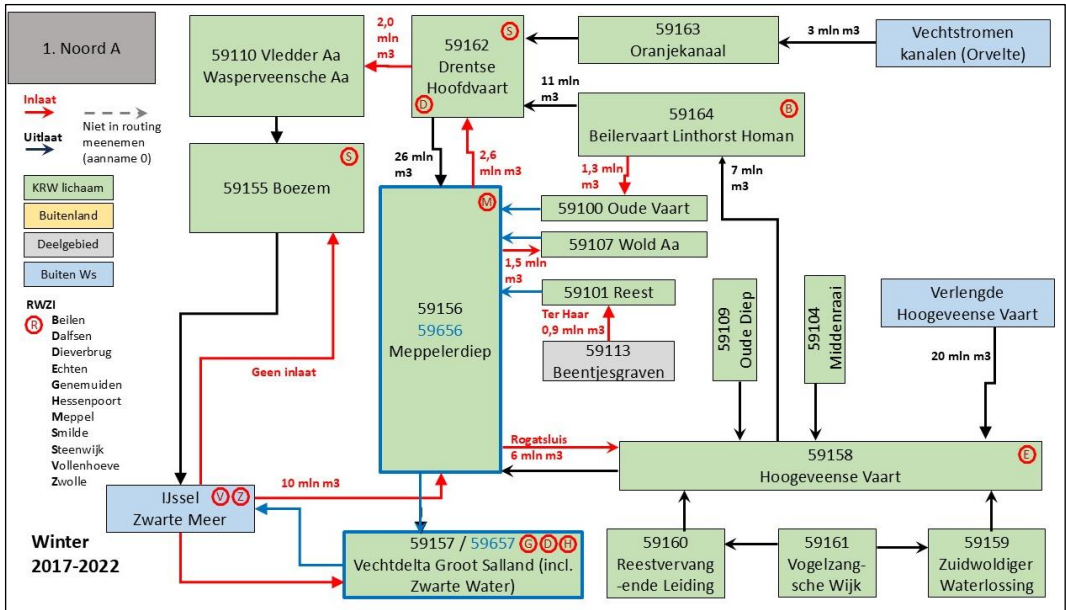 1. Noord A
Inlaat
Uitlaat
Niet in routing
meenemen
(aanname 0)
KRW lichaam
Buitenland
Deelgebied
Buiten Ws
RWZI
R
Beilen
Dalfsen
Dieverbrug
Echten
Genemuiden
Hessenpoort
Meppel
Smilde
Steenwijk
Vollenhoeve
Zwolle
Winter
2017-2022
59110 Vledder Aa
Wasperveensche Aa
2,0
mln
m3
59162
Drentse
Hoofdvaart
S
D
59163
Oranjekanaal
3 mln m3
Vechtstromen
kanalen (Orvelte)
11 mln
m3
59164
Beilervaart Linthorst Homan
B
59155 Boezem
S
26 mln
m3
2,6
mln m3
1,3 mln
m3
7 mln
m3
59100 Oude Vaart
59107 Wold Aa
1,5 mln
m3
59101 Reest
Ter Haar
0,9 mln m3
59113
Beentjesgraven
M
59156
59656
Meppelerdiep
59109
Oude Diep
59104
Middenraai
Verlengde
Hoogeveense Vaart
20 mln m3
Geen inlaat
Rogatsluis
6 mln m3
59158
Hoogeveense Vaart
E
10 mln m3
IJssel
Zwarte Meer
V Z
59157 / 59657 G D H
Vechtdelta Groot Salland (incl.
Zwarte Water)
59160
Reestvervang
-ende Leiding
59161
Vogelzang-
sche Wijk
59159
Zuidwoldiger
Waterlossing